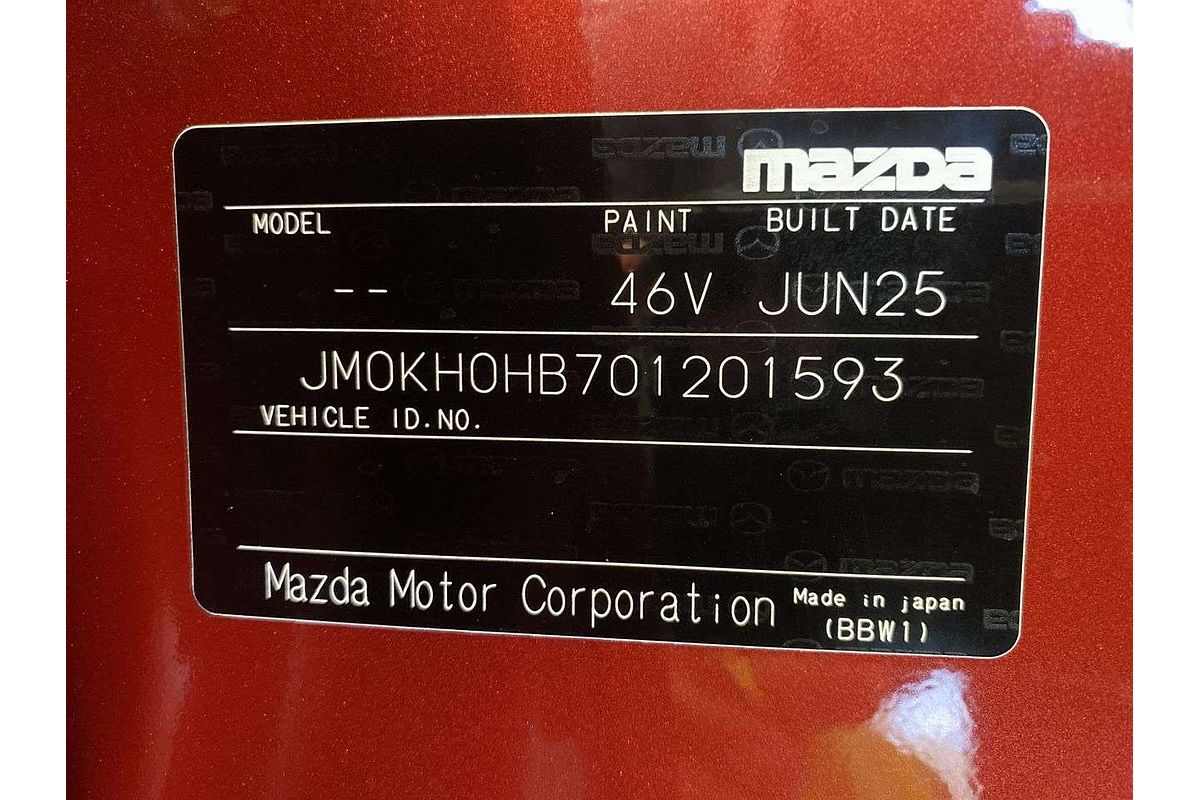 mazda
MODEL PAINT BUILT DATE
-- 46V JUN25
JM0KH0HB701201593
VEHICLE ID.NO.
Mazda Motor Corporation Made in japan
(BBW1)